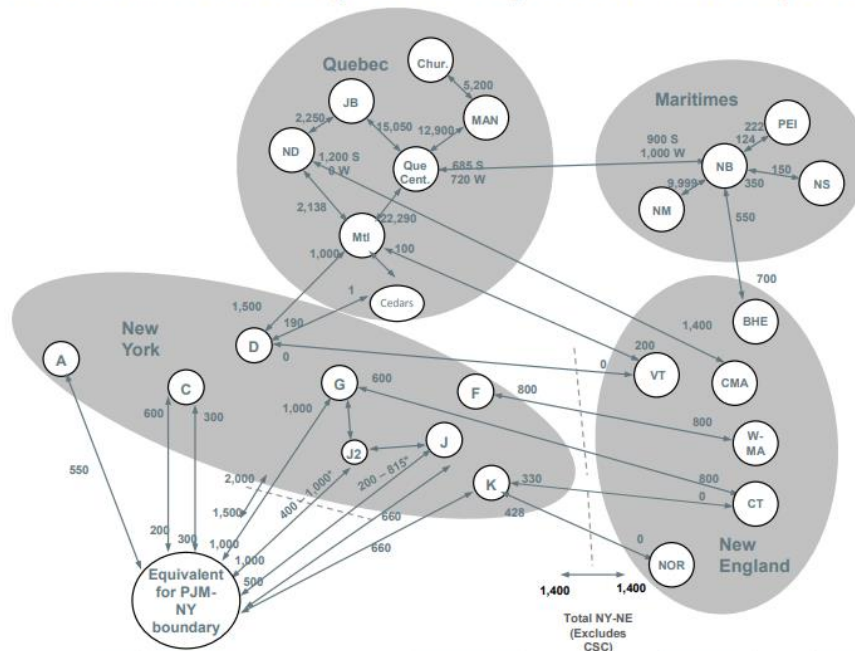 Quebec
Chur.
5,200
JB
MAN
2,250
15,050
12,900
ND
1,200 S
0 W
Que
Cent.
685 S
720 W
2,138
22,290
Mtl
1,000
100
1
Cedars
Maritimes
900 S
1,000 W
222
124
PEI
NB
150
350
NS
9,999
NM
550
700
New
York
1,500
190
D
0
A
C
G
600
F
800
600
300
1,000
J2
J
K
330
428
550
2,000
400 – 1,000*
200 – 815*
1,500
660
660
200
300
1,000
1,000
500
Equivalent
for PJM-
NY
boundary
BHE
1,400
200
0
VT
CMA
800
W-
MA
800
0
CT
0
NOR
New
England
1,400
1,400
Total NY-NE
(Excludes
CSC)